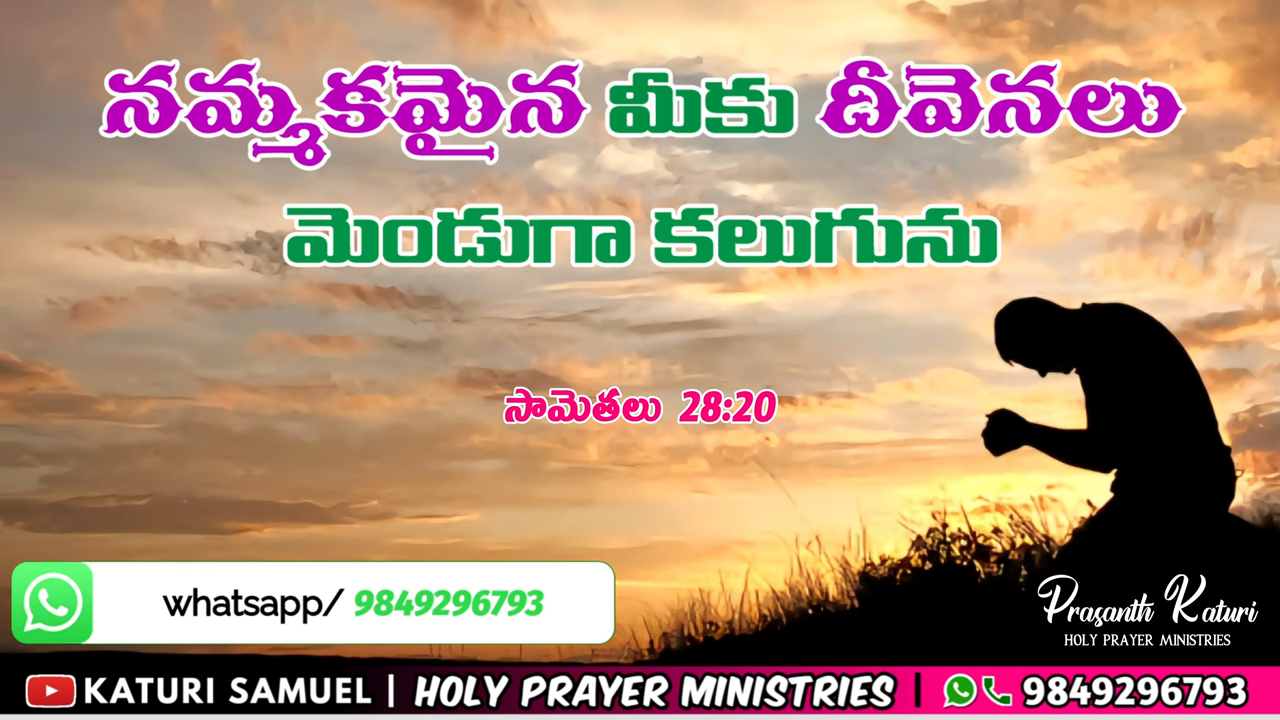 నమ్మకమైన మీకు దీవెనలు
మెండుగా కలుగును
సామెతలు 28:20
whatsapp/ 9849296793
Prasanth Katuri
HOLY PRAYER MINISTRIES
KATURI SAMUEL | HOLY PRAYER MINISTRIES | 9849296793